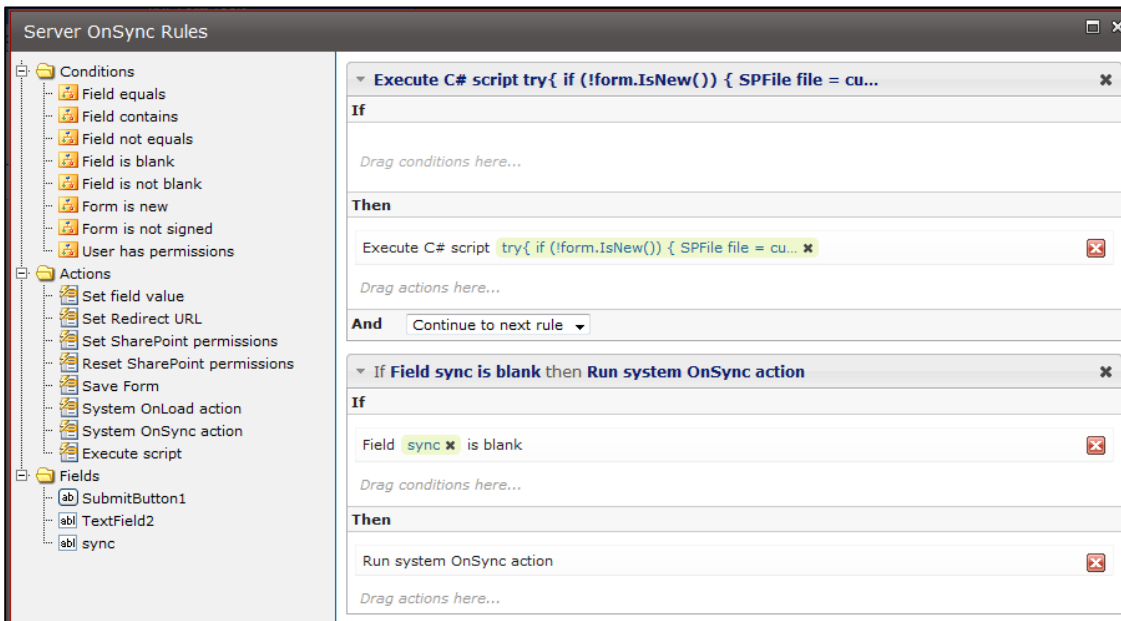 Server OnSync Rules
Conditions
Field equals
Field contains
Field not equals
Field is blank
Field is not blank
Form is new
Form is not signed
User has permissions
Actions
Set field value
Set Redirect URL
Set SharePoint permissions
Reset SharePoint permissions
Save Form
System OnLoad action
System OnSync action
Execute script
Fields
ab SubmitButton1
abl TextField2
abl sync
Execute C# script try{ if (!form.IsNew()) { SPFile file = cu...
If
Drag conditions here...
Then
Execute C# script try{ if (!form.IsNew()) { SPFile file = cu...
Drag actions here...
And Continue to next rule
If Field sync is blank then Run system OnSync action
If
Field sync is blank
Drag conditions here...
Then
Run system OnSync action
Drag actions here...